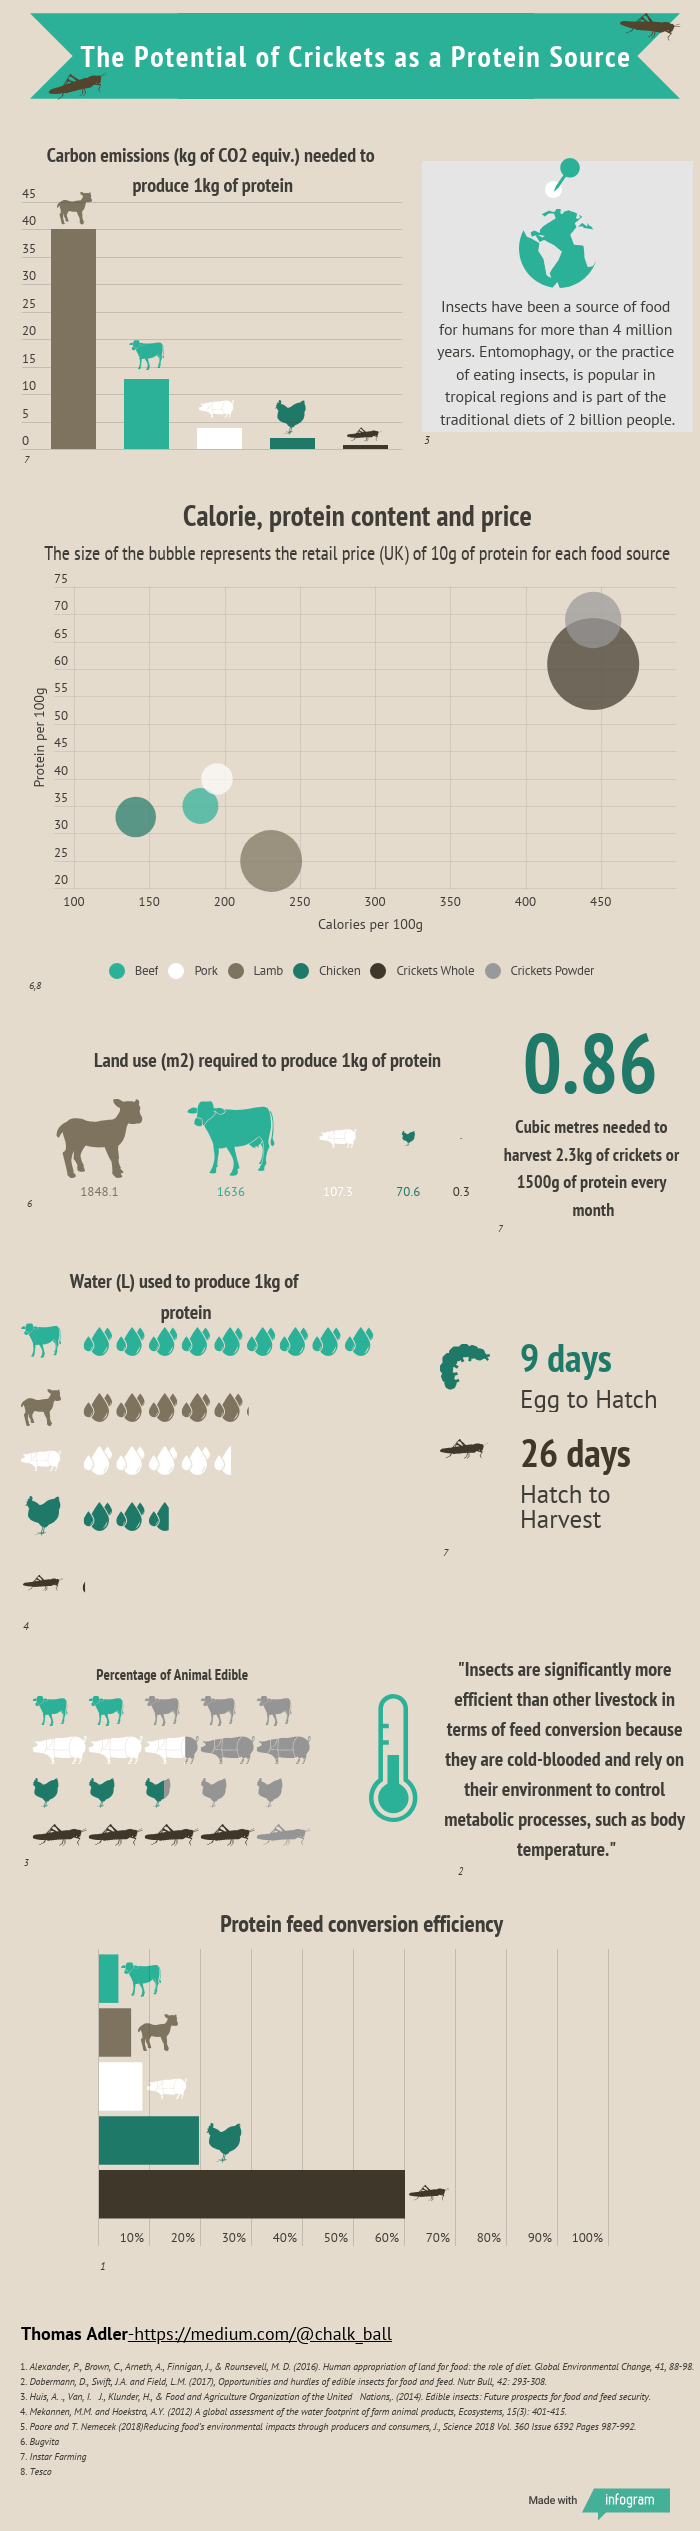 The Potential of Crickets as a Protein Source
Carbon emissions (kg of CO2 equiv.) needed to
produce 1kg of protein
45
40
35
30
25
20
15
10
5
0
7
Insects have been a source of food
for humans for more than 4 million
years. Entomophagy, or the practice
of eating insects, is popular in
tropical regions and is part of the
traditional diets of 2 billion people.
3
Calorie, protein content and price
The size of the bubble represents the retail price (UK) of 10g of protein for each food source
75
70
65
60
55
50
45
40
35
30
25
20
Protein per 100g
100 150 200 250 300 350 400 450
Calories per 100g
Beef Pork Lamb Chicken Crickets Whole Crickets Powder
6,8
Land use (m2) required to produce 1kg of protein
1848.1 1636 107.3 70.6 0.3
6
0.86
Cubic metres needed to
harvest 2.3kg of crickets or
1500g of protein every
month
7
Water (L) used to produce 1kg of
protein
4
9 days
Egg to Hatch
26 days
Hatch to
Harvest
7
Percentage of Animal Edible
3
"Insects are significantly more
efficient than other livestock in
terms of feed conversion because
they are cold-blooded and rely on
their environment to control
metabolic processes, such as body
temperature."
2
Protein feed conversion efficiency
10% 20% 30% 40% 50% 60% 70% 80% 90% 100%
1
Thomas Adler-https://medium.com/@chalk_ball
1. Alexander, P., Brown, C., Arneth, A., Finnigan, J., & Rounsevell, M. D. (2016). Human appropriation of land for food: the role of diet. Global Environmental Change, 41, 88-98.
2. Dobermann, D., Swift, J.A. and Field, L.M. (2017), Opportunities and hurdles of edible insects for food and feed. Nutr Bull, 42: 293-308.
3. Huis, A. ., Van, I. J., Klunder, H., & Food and Agriculture Organization of the United Nations,. (2014). Edible insects: Future prospects for food and feed security.
4. Mekonnen, M.M. and Hoekstra, A.Y. (2012) A global assessment of the water footprint of farm animal products, Ecosystems, 15(3): 401-415.
5. Poore and T. Nemecek (2018)Reducing food's environmental impacts through producers and consumers, J., Science 2018 Vol. 360 Issue 6392 Pages 987-992.
6. Bugvita
7. Instar Farming
8. Tesco
Made with infogram